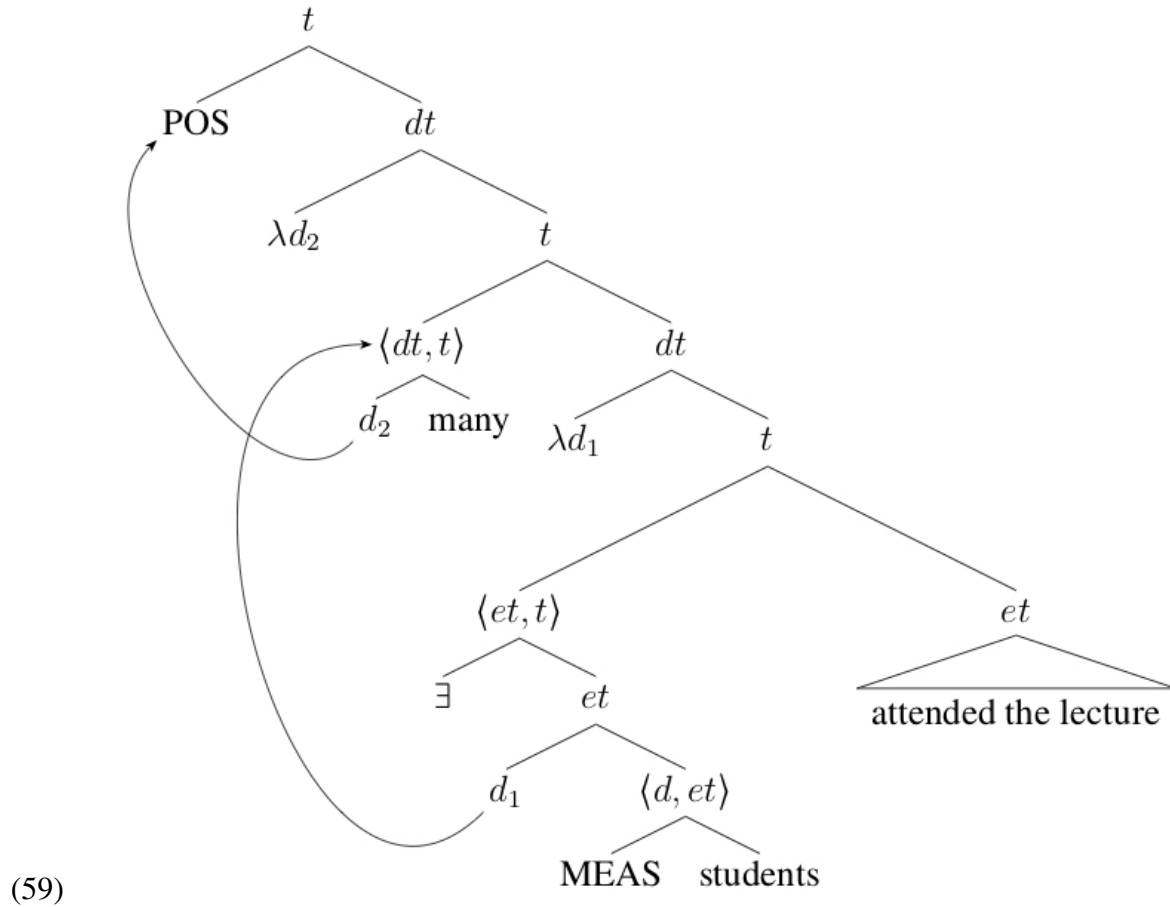 t
POS dt
λd₂ t
⟨dt, t⟩ dt
d₂ many λd₁ t
⟨et, t⟩ et
∃ et attended the lecture
d₁ ⟨d, et⟩
(59) MEAS students